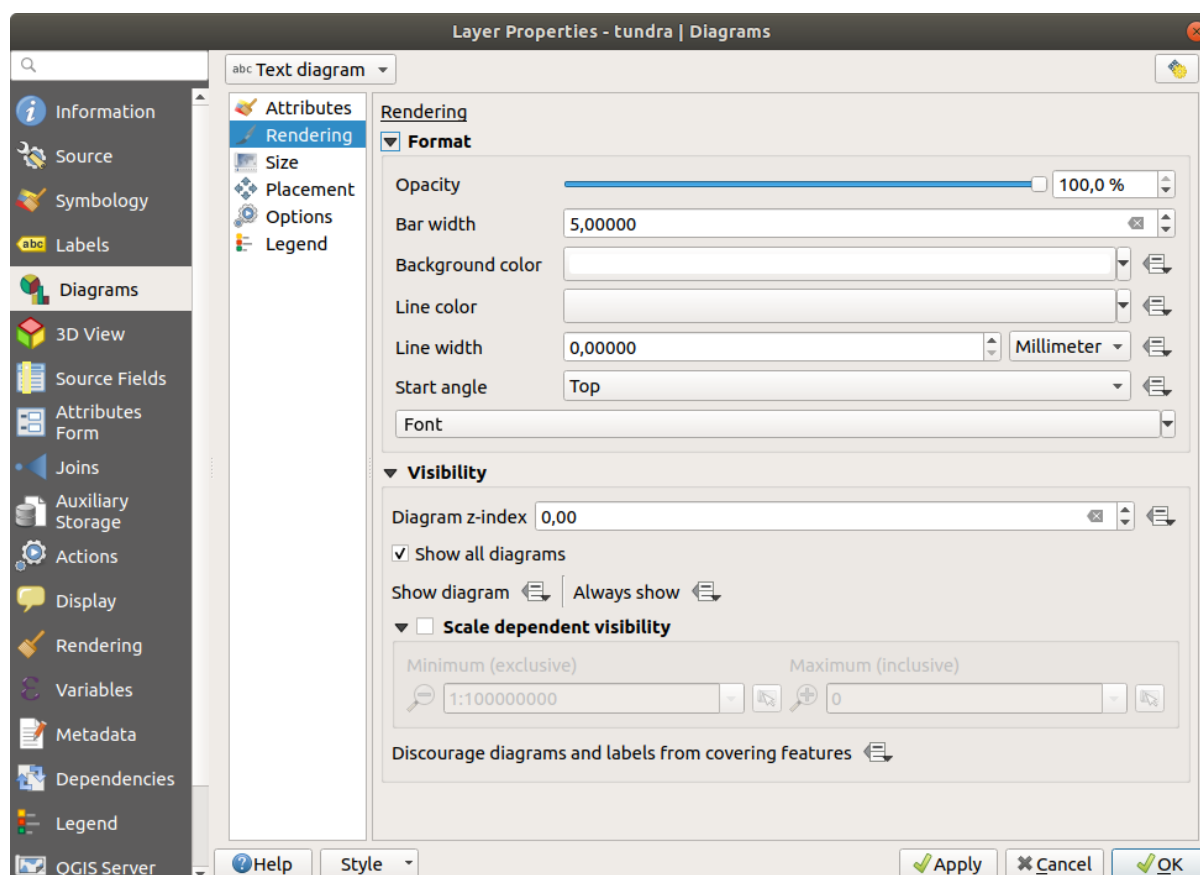 Layer Properties - tundra | Diagrams
abc Text diagram
Information
Source
Symbology
abc Labels
Diagrams
3D View
Source Fields
Attributes
Form
Joins
Auxiliary
Storage
Actions
Display
Rendering
Variables
Metadata
Dependencies
Legend
QGIS Server
Attributes
Rendering
Size
Placement
Options
Legend
Rendering
Format
Opacity 100,0 %
Bar width 5,00000
Background color
Line color
Line width 0,00000 Millimeter
Start angle Top
Font
Visibility
Diagram z-index 0,00
Show all diagrams
Show diagram Always show
Scale dependent visibility
Minimum (exclusive) Maximum (inclusive)
1:100000000 0
Discourage diagrams and labels from covering features
Help Style Apply Cancel OK